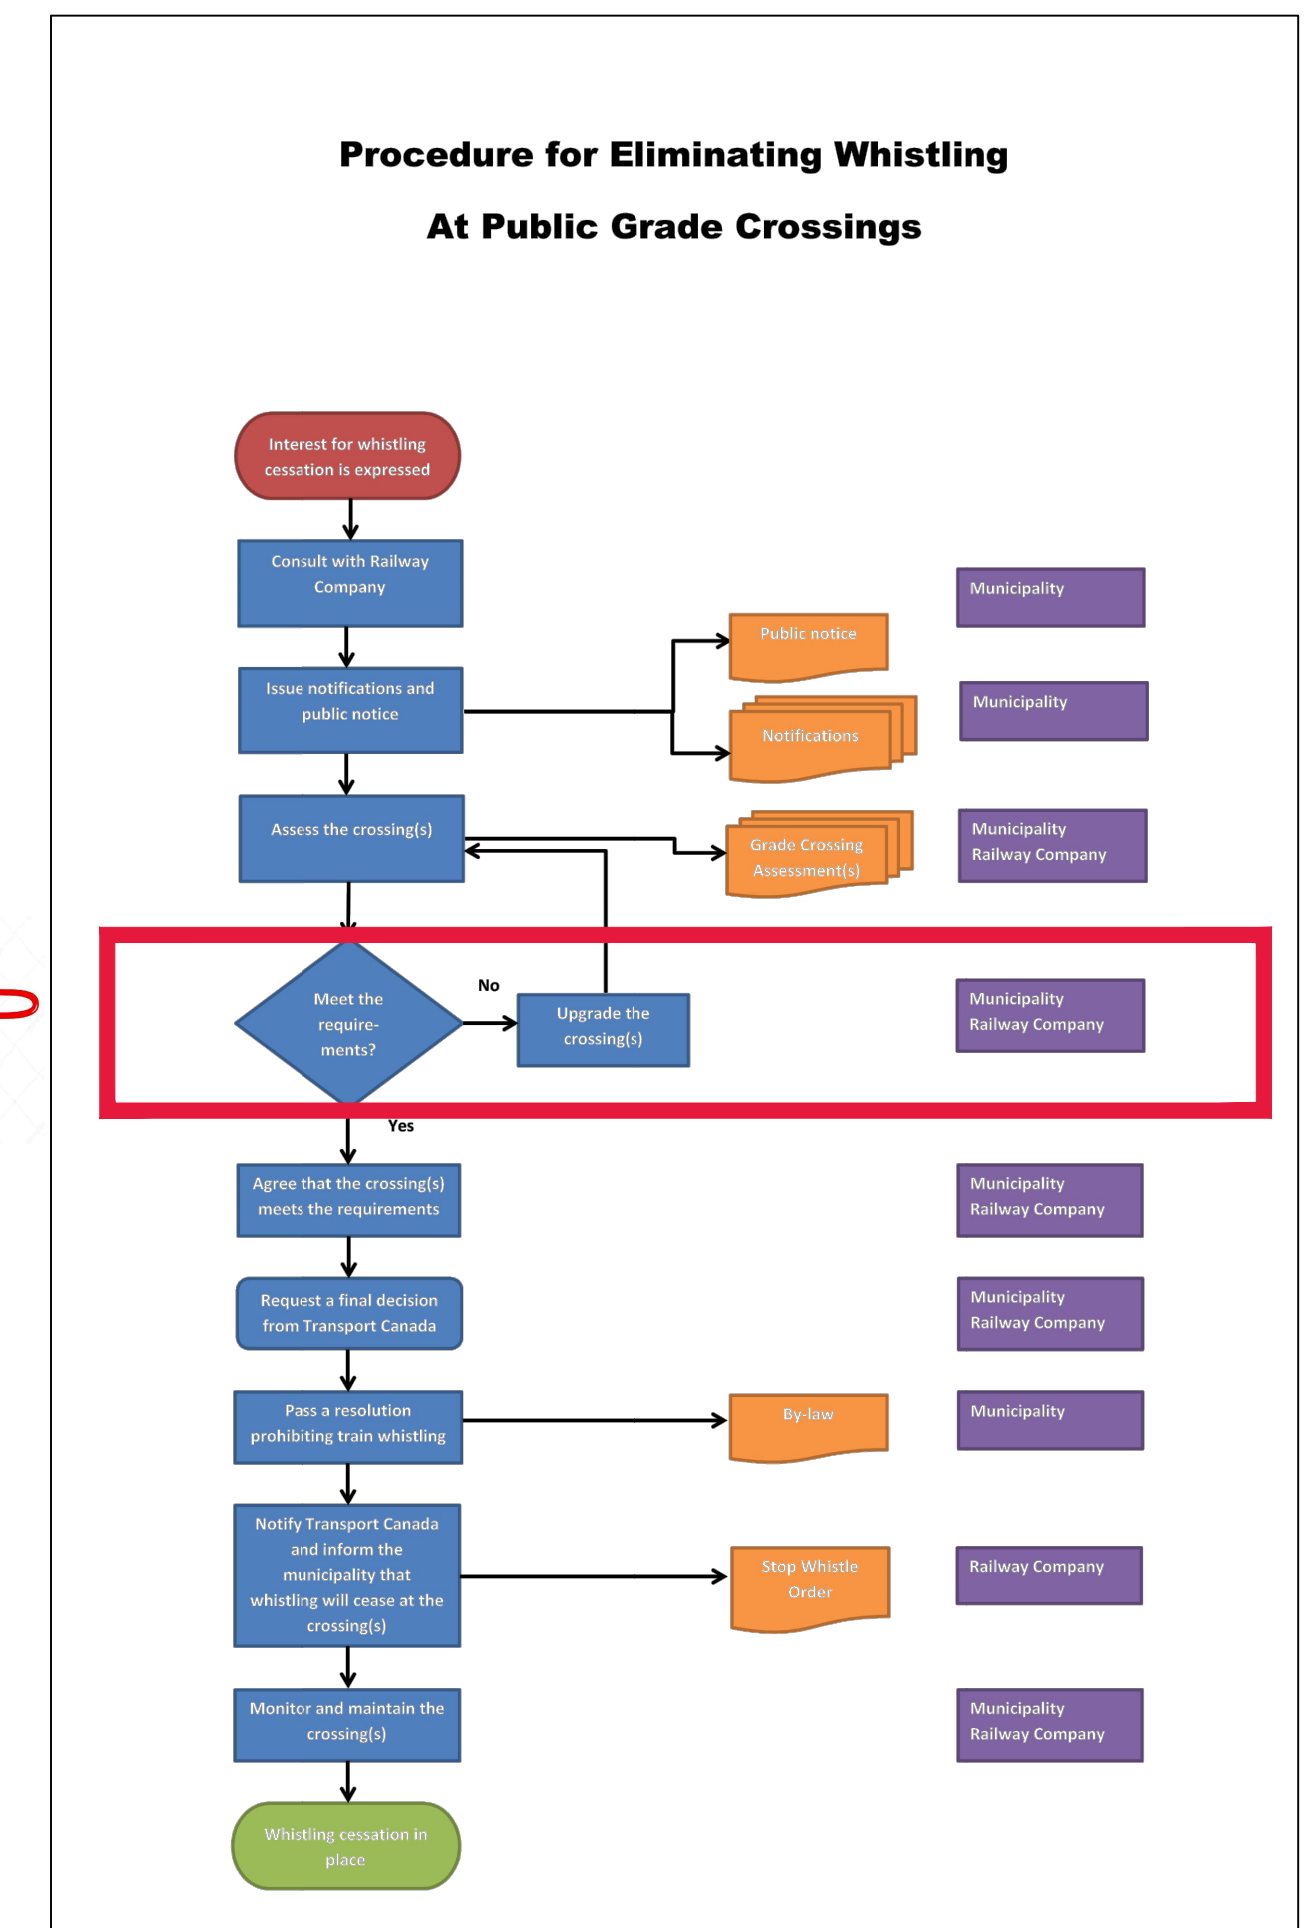 Procedure for Eliminating Whistling
At Public Grade Crossings
Interest for whistling
cessation is expressed
Consult with Railway
Company
Municipality
Issue notifications and
public notice
Public notice
Notifications
Municipality
Assess the crossing(s)
Grade Crossing
Assessment(s)
Municipality
Railway Company
Meet the
require-
ments?
No
Upgrade the
crossing(s)
Municipality
Railway Company
Yes
Agree that the crossing(s)
meets the requirements
Municipality
Railway Company
Request a final decision
from Transport Canada
Municipality
Railway Company
Pass a resolution
prohibiting train whistling
By-law
Municipality
Notify Transport Canada
and inform the
municipality that
whistling will cease at the
crossing(s)
Stop Whistle
Order
Railway Company
Monitor and maintain the
crossing(s)
Municipality
Railway Company
Whistling cessation in
place